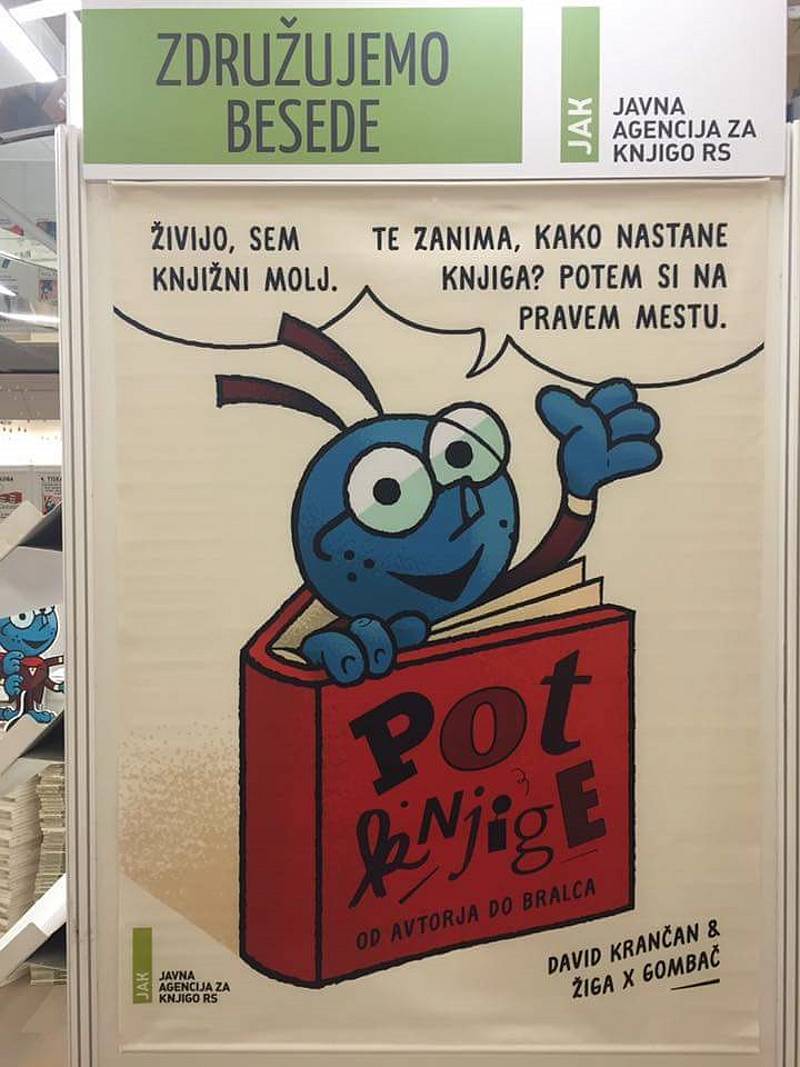 ZDRUŽUJEMO
BESEDE
JAK
JAVNA
AGENCIJA ZA
KNJIGO RS
ŽIVIJO, SEM
KNJIŽNI MOLJ.
TE ZANIMA, KAKO NASTANE
KNJIGA? POTEM SI NA
PRAVEM MESTU.
Pot
kNjigE
OD AVTORJA DO BRALCA
DAVID KRANČAN &
ŽIGA X GOMBAČ
JAK
JAVNA
AGENCIJA ZA
KNJIGO RS